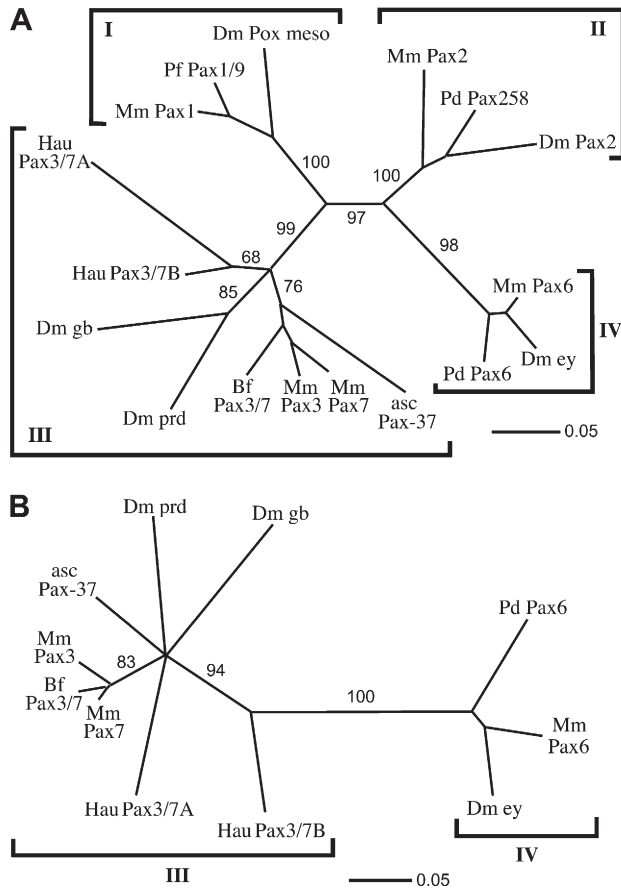 A
I
II
Dm Pox meso
Mm Pax2
Pf Pax1/9
Pd Pax258
Mm Pax1
Dm Pax2
Hau
Pax3/7A
100
100
99
97
98
68
Hau Pax3/7B
76
85
Mm Pax6
Dm gb
IV
Dm ey
Pd Pax6
Bf
Pax3/7
Mm
Pax3
Mm
Pax7
asc
Pax-37
Dm prd
III
0.05
B
Dm prd
Dm gb
asc
Pax-37
Pd Pax6
Mm
Pax3
83
94
Bf
Pax3/7
100
Mm
Pax7
Mm
Pax6
Hau Pax3/7A
Dm ey
Hau Pax3/7B
III
IV
0.05